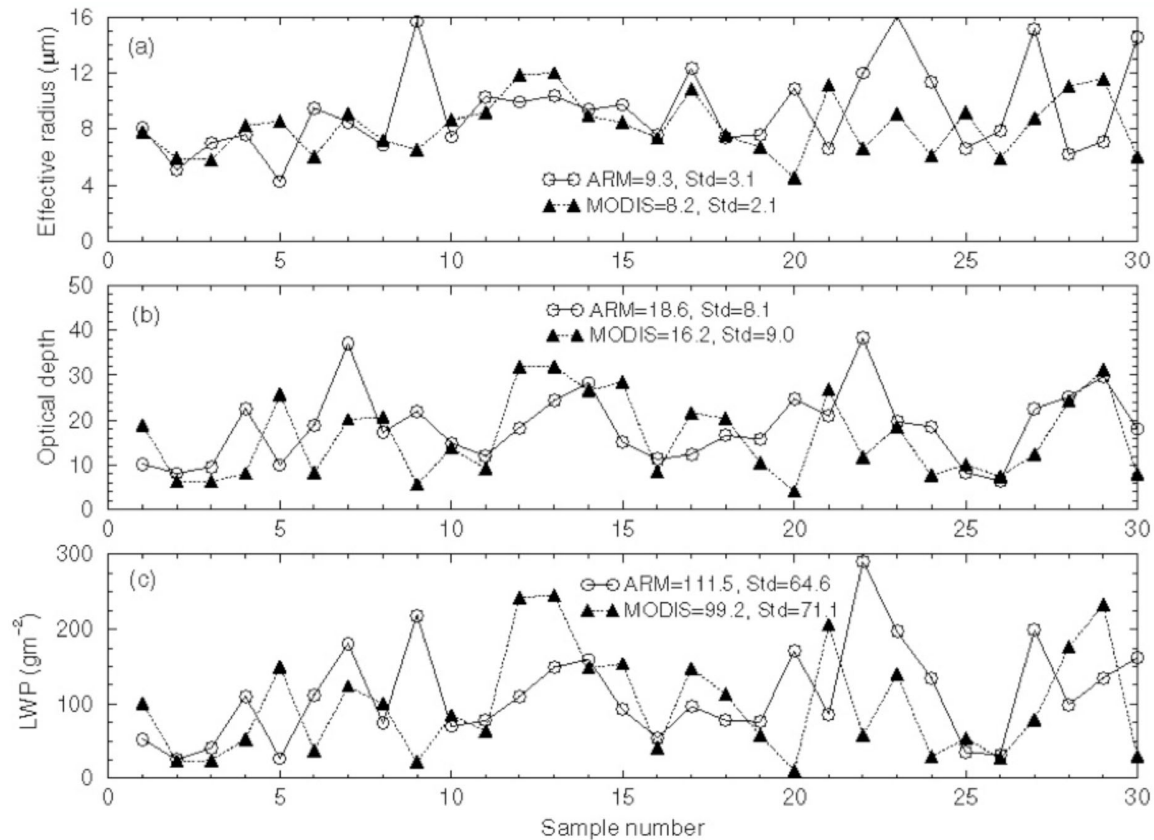 16
(a)
12
8
4
0
Effective radius (μm)
ARM=9.3, Std=3.1
MODIS=8.2, Std=2.1
0 5 10 15 20 25 30
50
(b)
40
30
20
10
0
Optical depth
ARM=18.6, Std=8.1
MODIS=16.2, Std=9.0
0 5 10 15 20 25 30
300
(c)
200
100
0
LWP (gm⁻²)
ARM=111.5, Std=64.6
MODIS=99.2, Std=71.1
0 5 10 15 20 25 30
Sample number